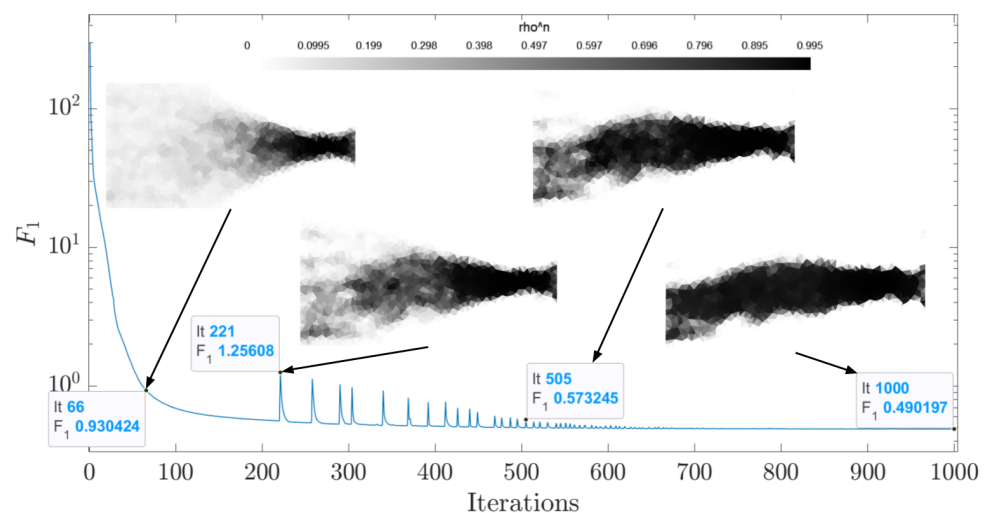 rho^n
0 0.0995 0.199 0.298 0.398 0.497 0.597 0.696 0.796 0.895 0.995
10^2
10^1
10^0
F_1
It 221
F_1 1.25608
It 505
F_1 0.573245
It 1000
F_1 0.490197
It 66
F_1 0.930424
0 100 200 300 400 500 600 700 800 900 1000
Iterations